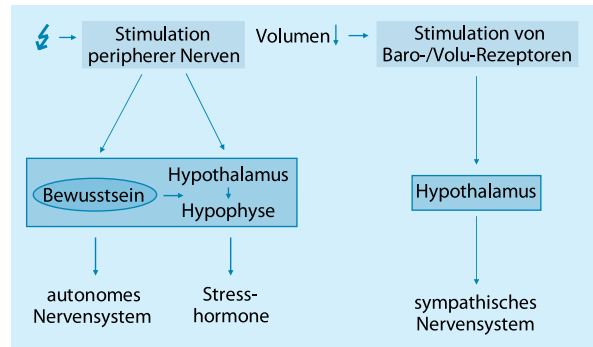 Stimulation
peripherer Nerven
Volumen↓
Stimulation von
Baro-/Volu-Rezeptoren
Bewusstsein
Hypothalamus
Hypophyse
Hypothalamus
autonomes
Nervensystem
Stress-
hormone
sympathisches
Nervensystem